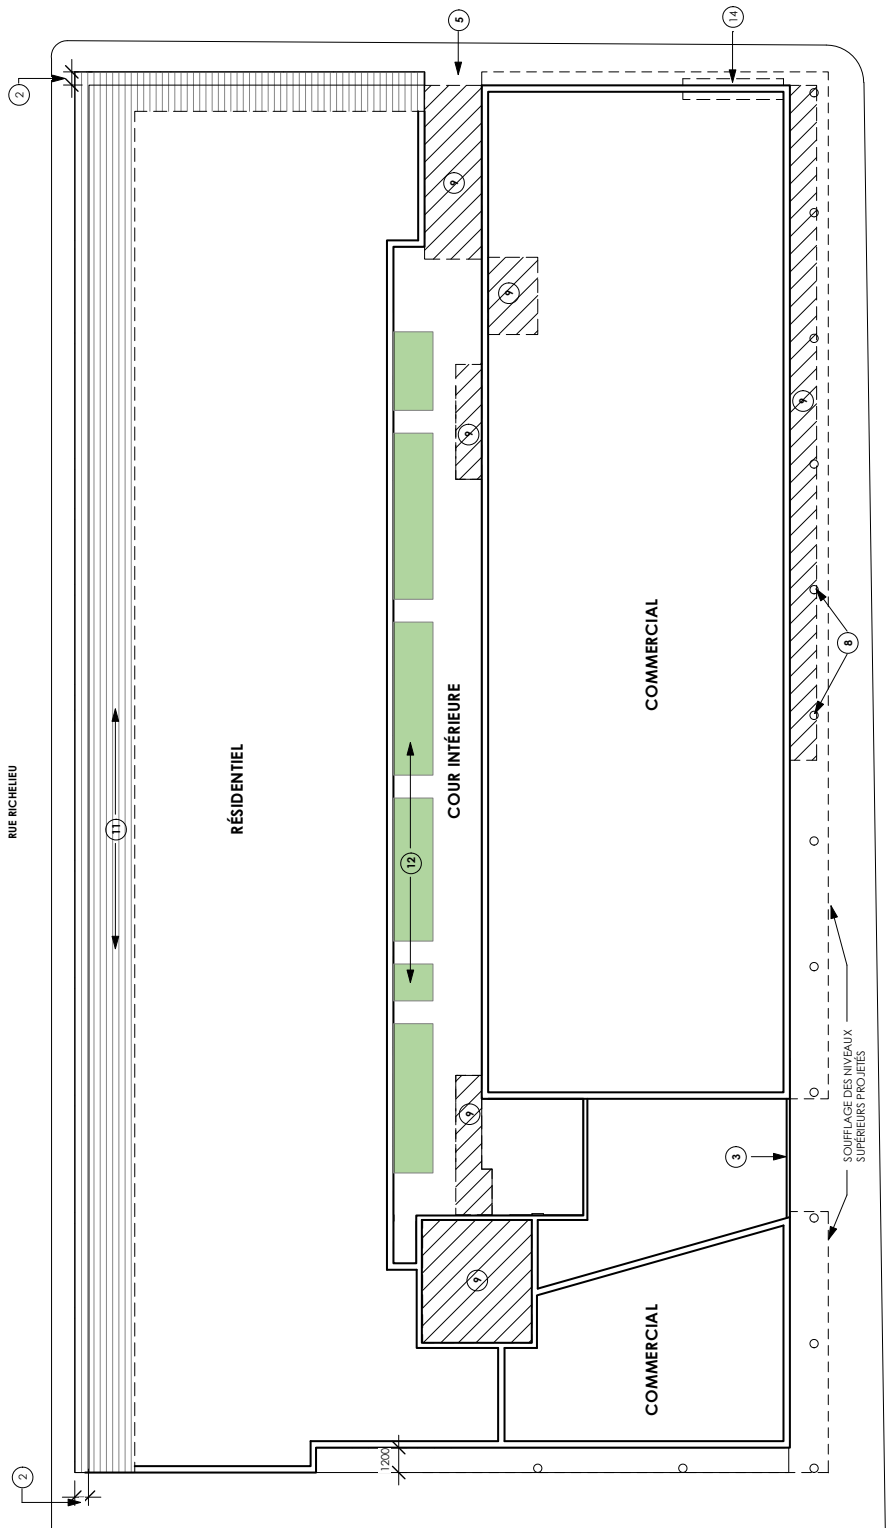 RUE RICHELIEU
2
2
11
RÉSIDENTIEL
12
COUR INTÉRIEURE
5
9
9
9
9
9
9
COMMERCIAL
COMMERCIAL
1200
3
14
8
SOUFFLAGE DES NIVEAUX
SUPÉRIEURS PROJETÉS